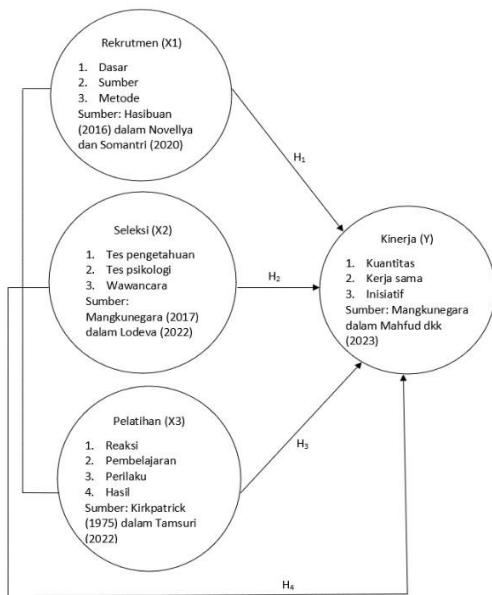 Rekrutmen (X1)
1. Dasar
2. Sumber
3. Metode
Sumber: Hasibuan
(2016) dalam Novellya
dan Somantri (2020)
H₁
Seleksi (X2)
1. Tes pengetahuan
2. Tes psikologi
3. Wawancara
Sumber:
Mangkunegara (2017)
dalam Lodeva (2022)
H₂
Kinerja (Y)
1. Kuantitas
2. Kerja sama
3. Inisiatif
Sumber: Mangkunegara
dalam Mahfud dkk
(2023)
Pelatihan (X3)
1. Reaksi
2. Pembelajaran
3. Perilaku
4. Hasil
Sumber: Kirkpatrick
(1975) dalam Tamsuri
(2022)
H₃
H₄